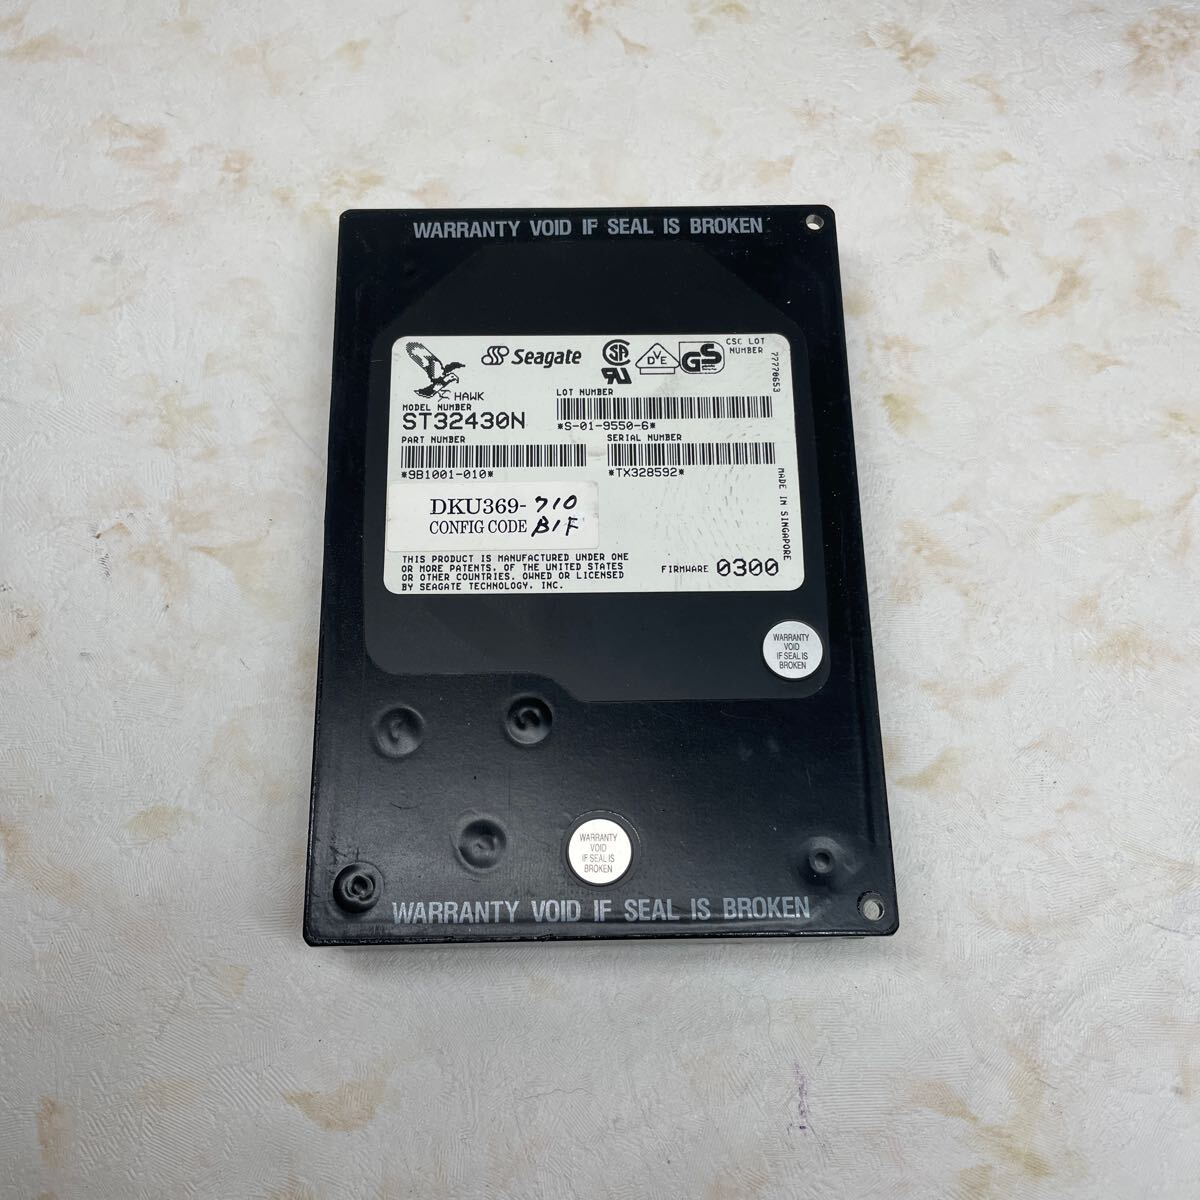 WARRANTY VOID IF SEAL IS BROKEN
Seagate
HAWK
CSA
DVE
GS
CSC LOT
NUMBER
77770653
MODEL NUMBER
ST32430N
LOT NUMBER
*S-01-9550-6*
PART NUMBER
*9B1001-010*
SERIAL NUMBER
*TX328592*
MADE IN SINGAPORE
DKU369-710
CONFIG CODE B1F
THIS PRODUCT IS MANUFACTURED UNDER ONE
OR MORE PATENTS. OF THE UNITED STATES
OR OTHER COUNTRIES. OWNED OR LICENSED
BY SEAGATE TECHNOLOGY. INC.
FIRMWARE 0300
WARRANTY
VOID
IF SEAL IS
BROKEN
WARRANTY
VOID
IF SEAL IS
BROKEN
WARRANTY VOID IF SEAL IS BROKEN